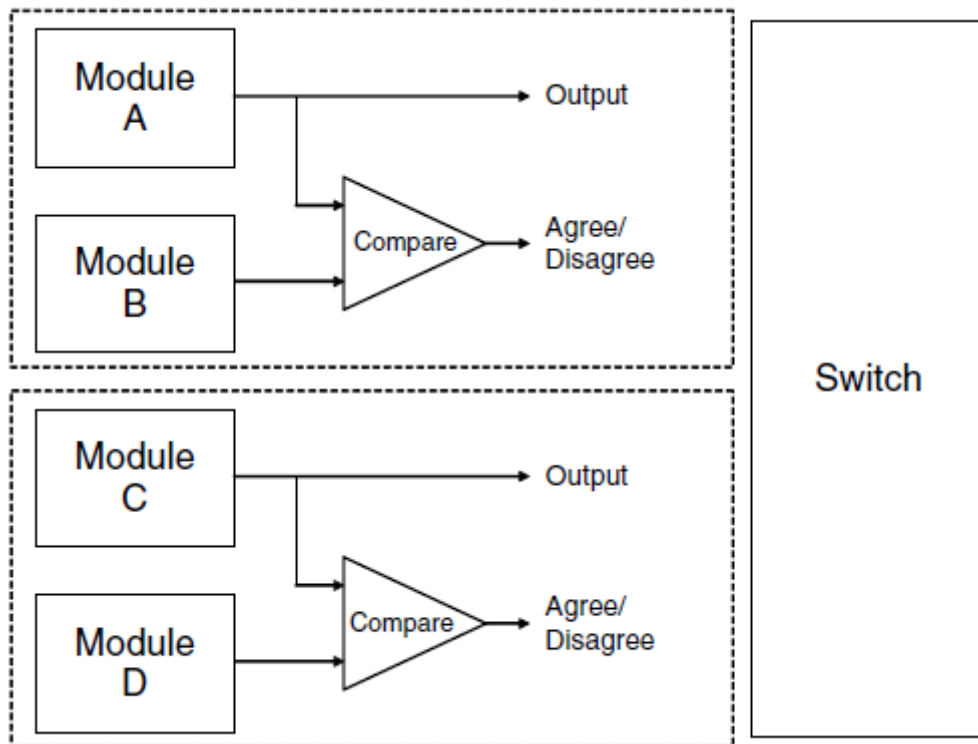 Module
A
Output
Compare
Agree/
Disagree
Module
B
Switch
Module
C
Output
Compare
Agree/
Disagree
Module
D